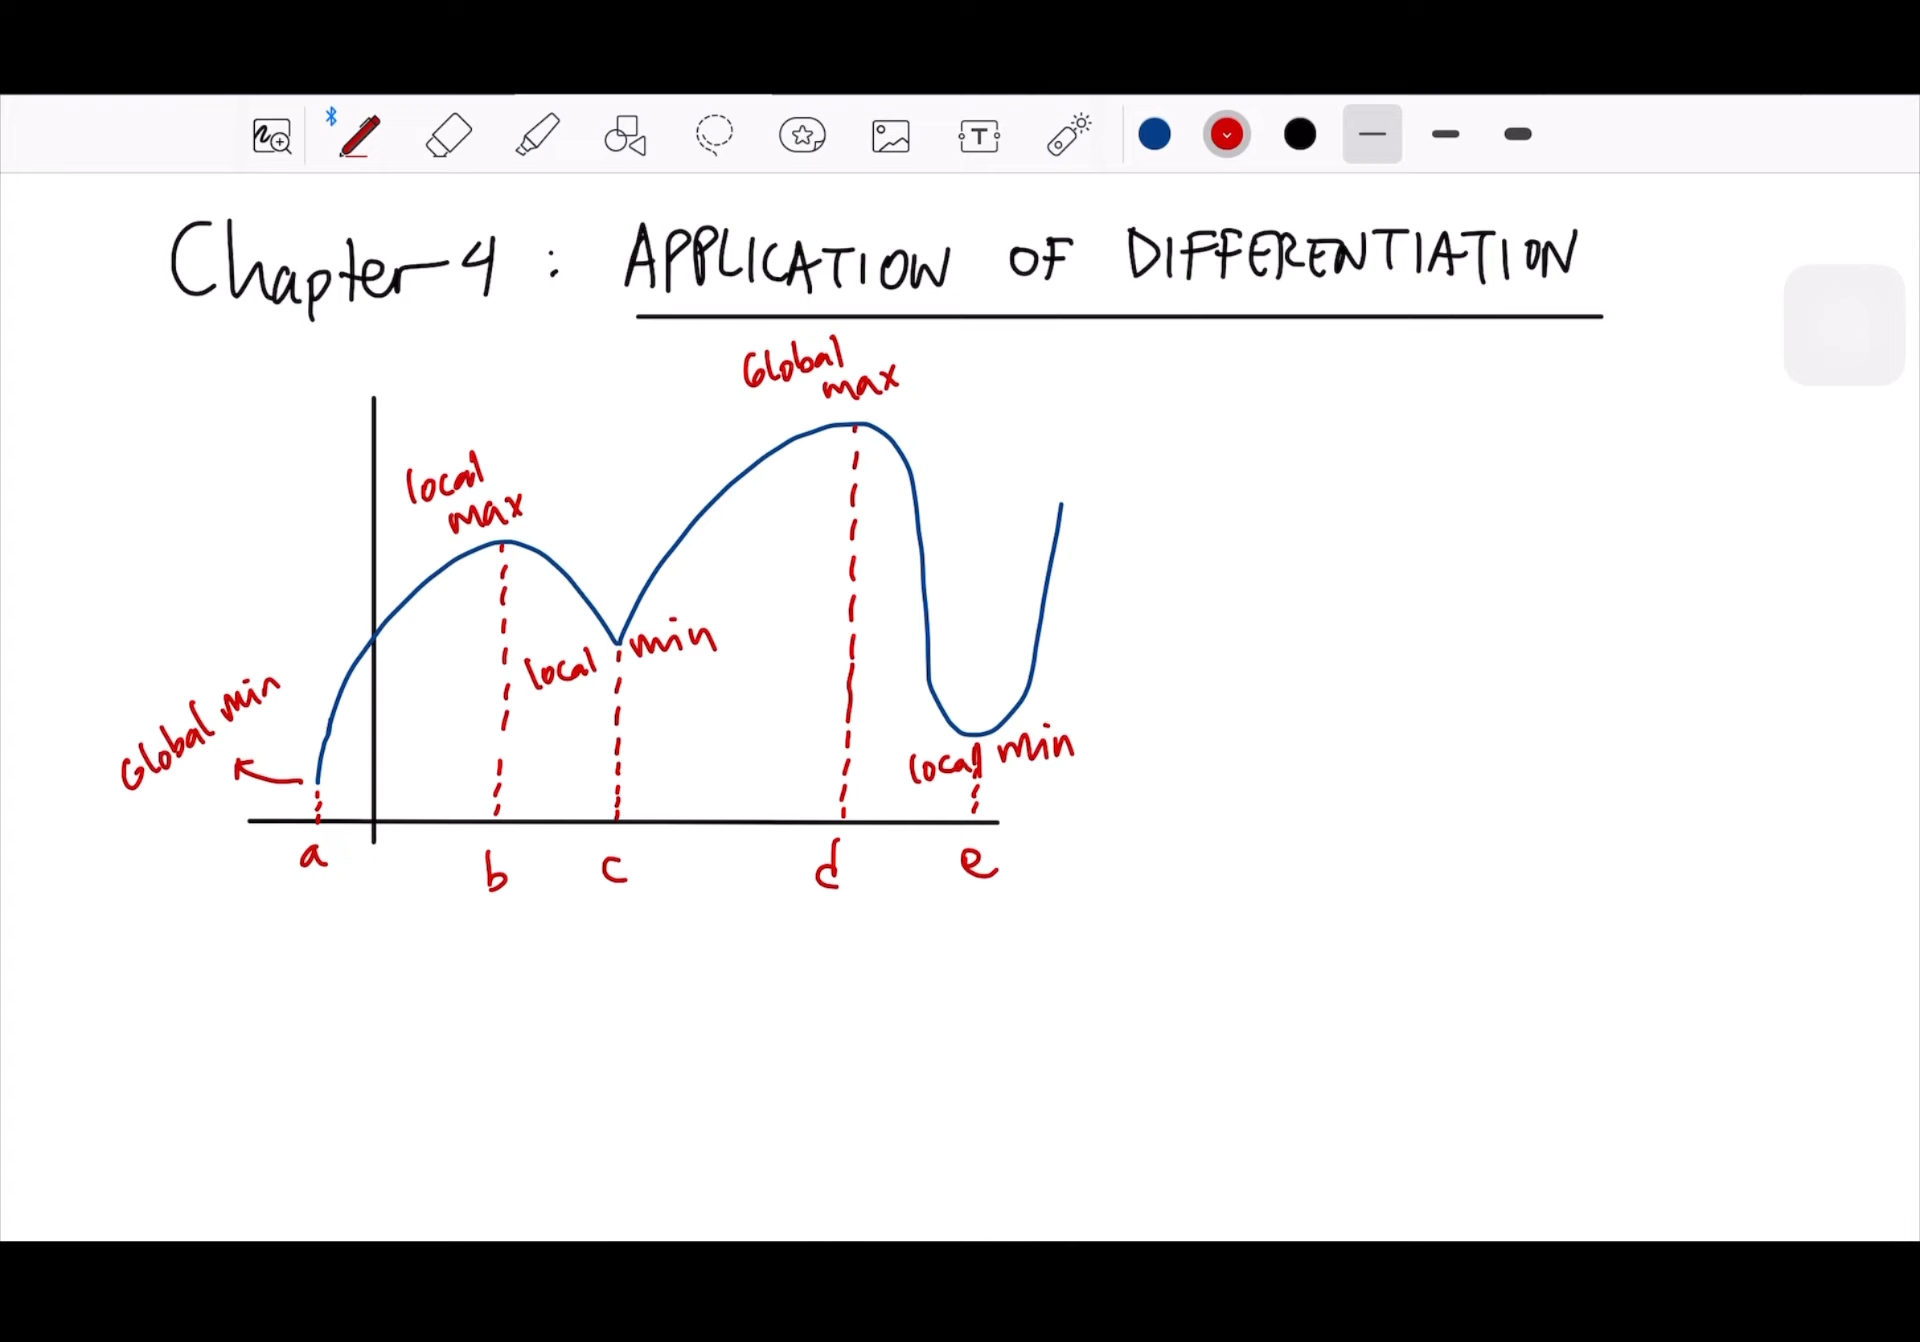 Chapter 4 : APPLICATION OF DIFFERENTIATION
Global
max
local
max
local min
Global min
local min
a b c d e